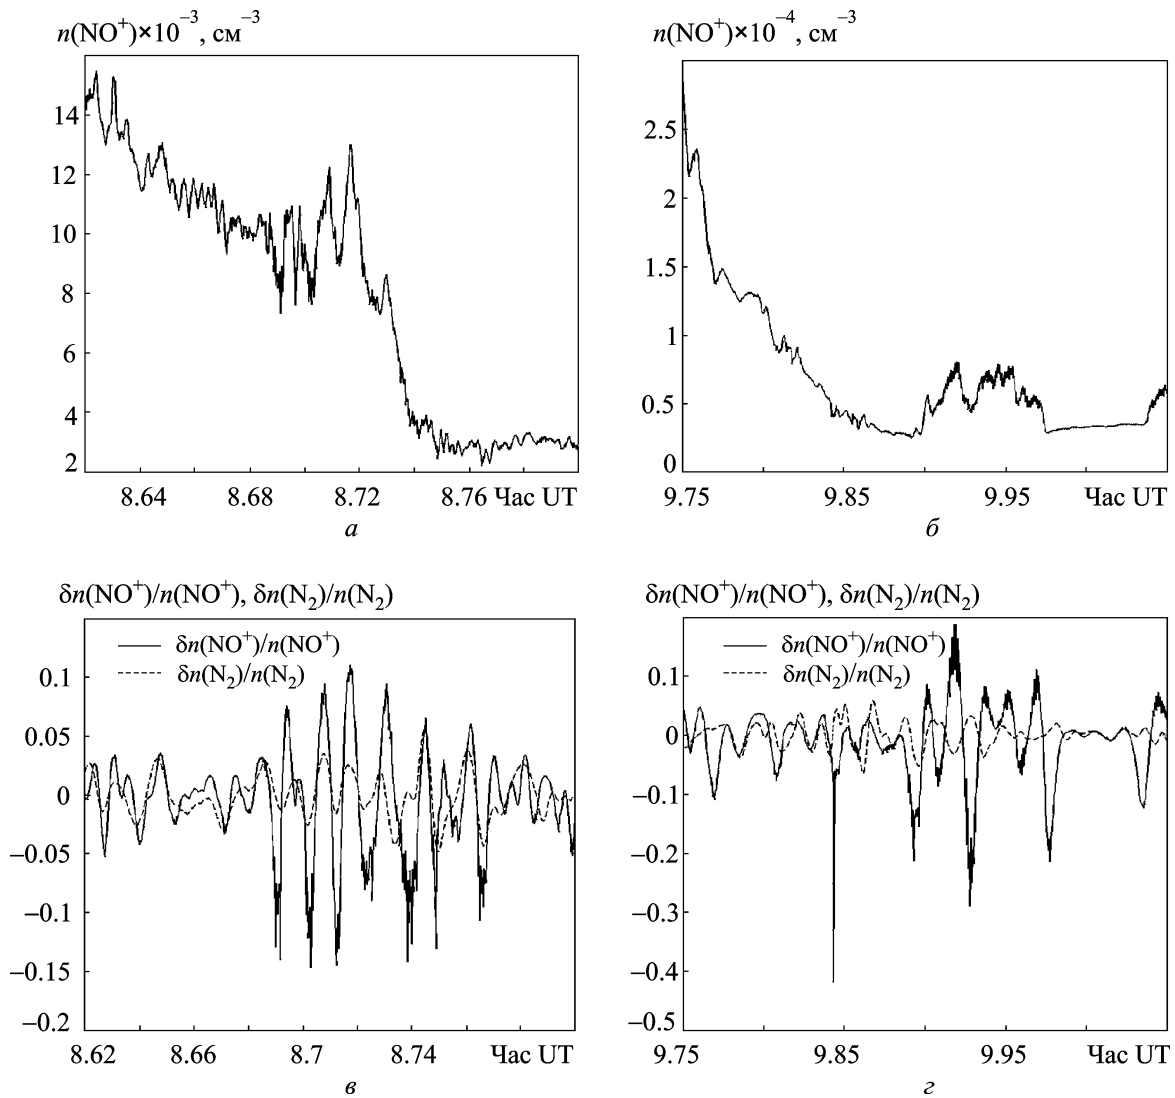 n(NO⁺)×10⁻³, см⁻³
14
12
10
8
6
4
2
8.64 8.68 8.72 8.76 Час UT
а
n(NO⁺)×10⁻⁴, см⁻³
2.5
2
1.5
1
0.5
0
9.75 9.85 9.95 Час UT
б
δn(NO⁺)/n(NO⁺), δn(N₂)/n(N₂)
δn(NO⁺)/n(NO⁺)
δn(N₂)/n(N₂)
0.1
0.05
0
–0.05
–0.1
–0.15
–0.2
8.62 8.66 8.7 8.74 Час UT
в
δn(NO⁺)/n(NO⁺), δn(N₂)/n(N₂)
δn(NO⁺)/n(NO⁺)
δn(N₂)/n(N₂)
0.1
0
–0.1
–0.2
–0.3
–0.4
–0.5
9.75 9.85 9.95 Час UT
г